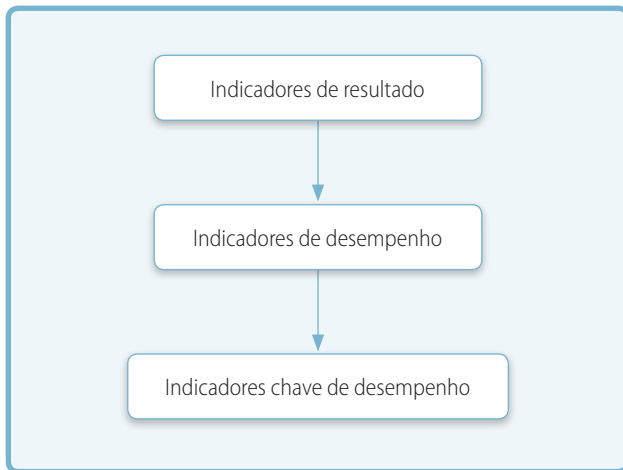 Indicadores de resultado
Indicadores de desempenho
Indicadores chave de desempenho